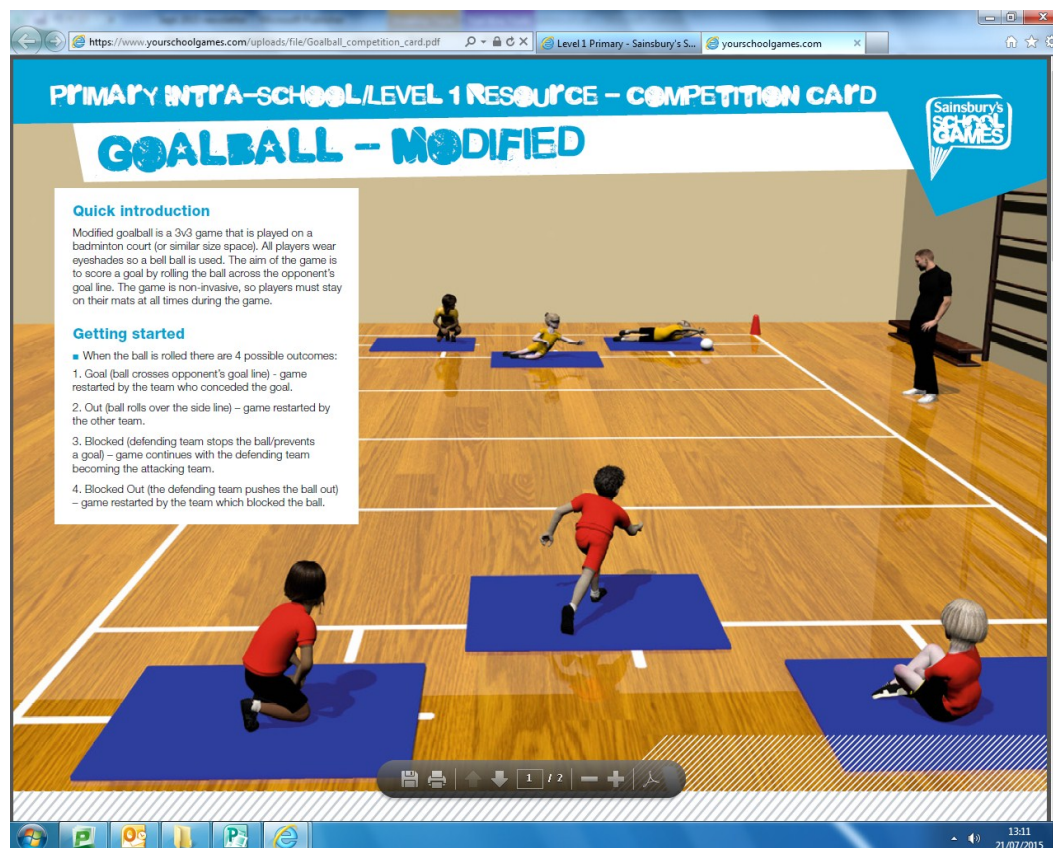 https://www.yourschoolgames.com/uploads/file/Goalball_competition_card.pdf
Level 1 Primary - Sainsbury's S...
yourschoolgames.com
PRIMARY INTRA-SCHOOL/LEVEL 1 RESOURCE – COMPETITION CARD
Sainsbury's
SCHOOL
GAMES
GOALBALL – MODIFIED
Quick introduction
Modified goalball is a 3v3 game that is played on a
badminton court (or similar size space). All players wear
eyeshades so a bell ball is used. The aim of the game is
to score a goal by rolling the ball across the opponent's
goal line. The game is non-invasive, so players must stay
on their mats at all times during the game.
Getting started
■ When the ball is rolled there are 4 possible outcomes:
1. Goal (ball crosses opponent's goal line) - game
restarted by the team who conceded the goal.
2. Out (ball rolls over the side line) – game restarted by
the other team.
3. Blocked (defending team stops the ball/prevents
a goal) – game continues with the defending team
becoming the attacking team.
4. Blocked Out (the defending team pushes the ball out)
– game restarted by the team which blocked the ball.
1 / 2
13:11
21/07/2015